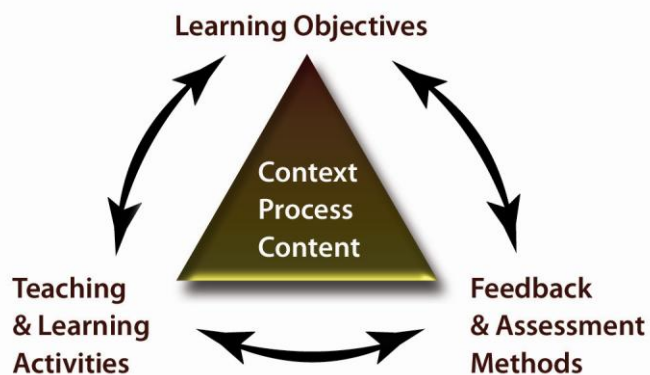 Learning Objectives
Context
Process
Content
Teaching
& Learning
Activities
Feedback
& Assessment
Methods